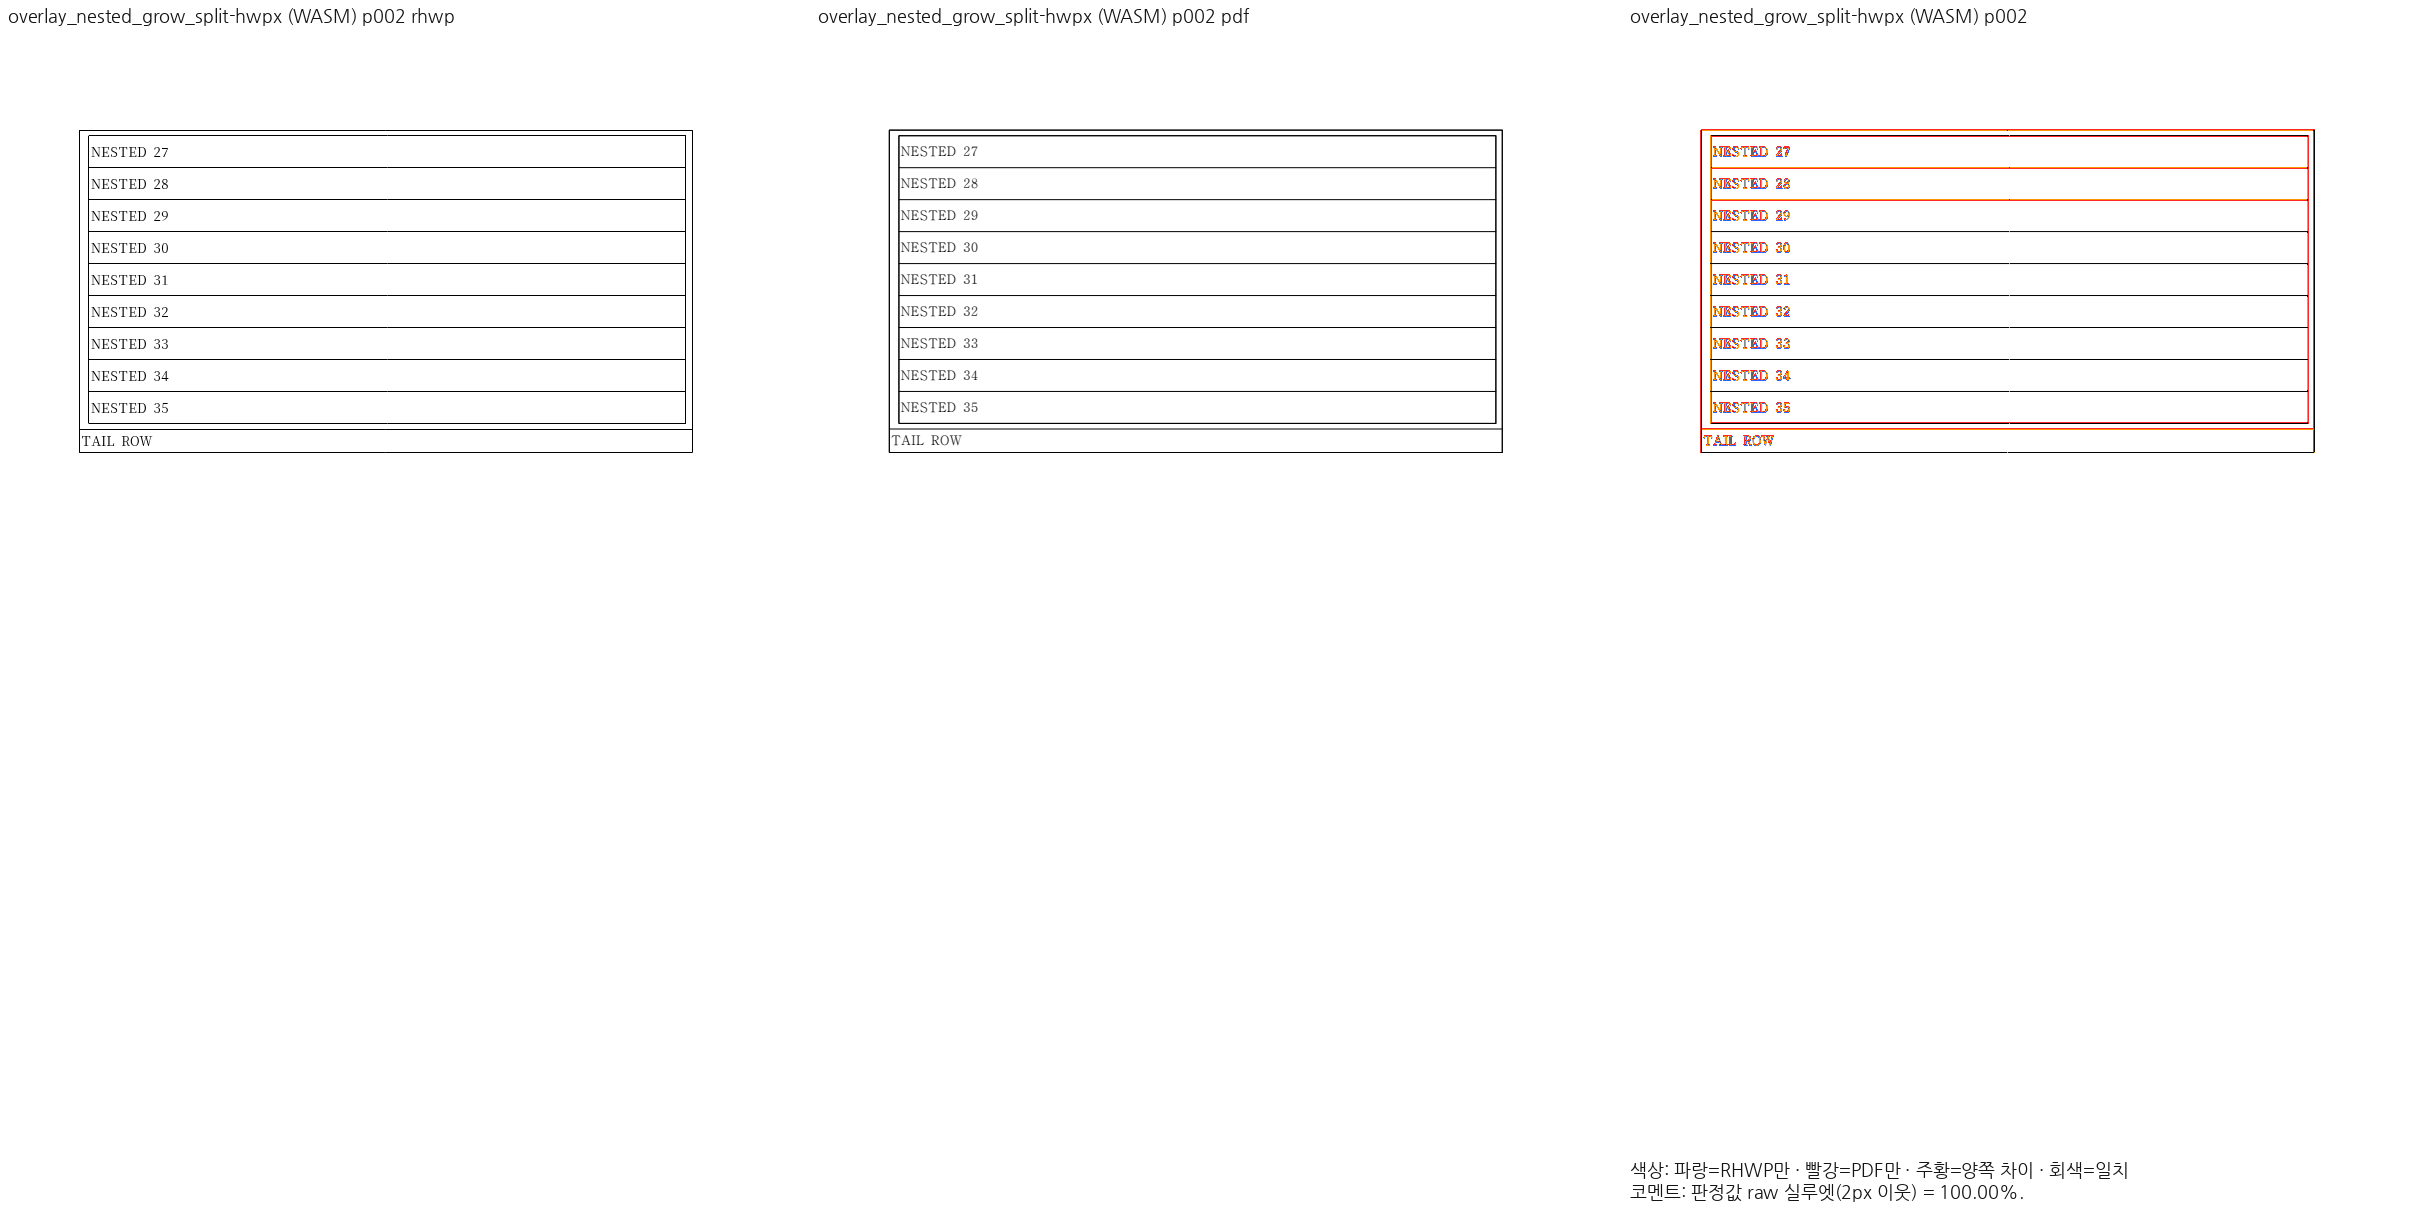 overlay_nested_grow_split-hwpx (WASM) p002 rhwp
NESTED 27
NESTED 28
NESTED 29
NESTED 30
NESTED 31
NESTED 32
NESTED 33
NESTED 34
NESTED 35
TAIL ROW
overlay_nested_grow_split-hwpx (WASM) p002 pdf
NESTED 27
NESTED 28
NESTED 29
NESTED 30
NESTED 31
NESTED 32
NESTED 33
NESTED 34
NESTED 35
TAIL ROW
overlay_nested_grow_split-hwpx (WASM) p002
NESTED 27
NESTED 28
NESTED 29
NESTED 30
NESTED 31
NESTED 32
NESTED 33
NESTED 34
NESTED 35
TAIL ROW
색상: 파랑=RHWP만 · 빨강=PDF만 · 주황=양쪽 차이 · 회색=일치
코멘트: 판정값 raw 실루엣(2px 이웃) = 100.00%.